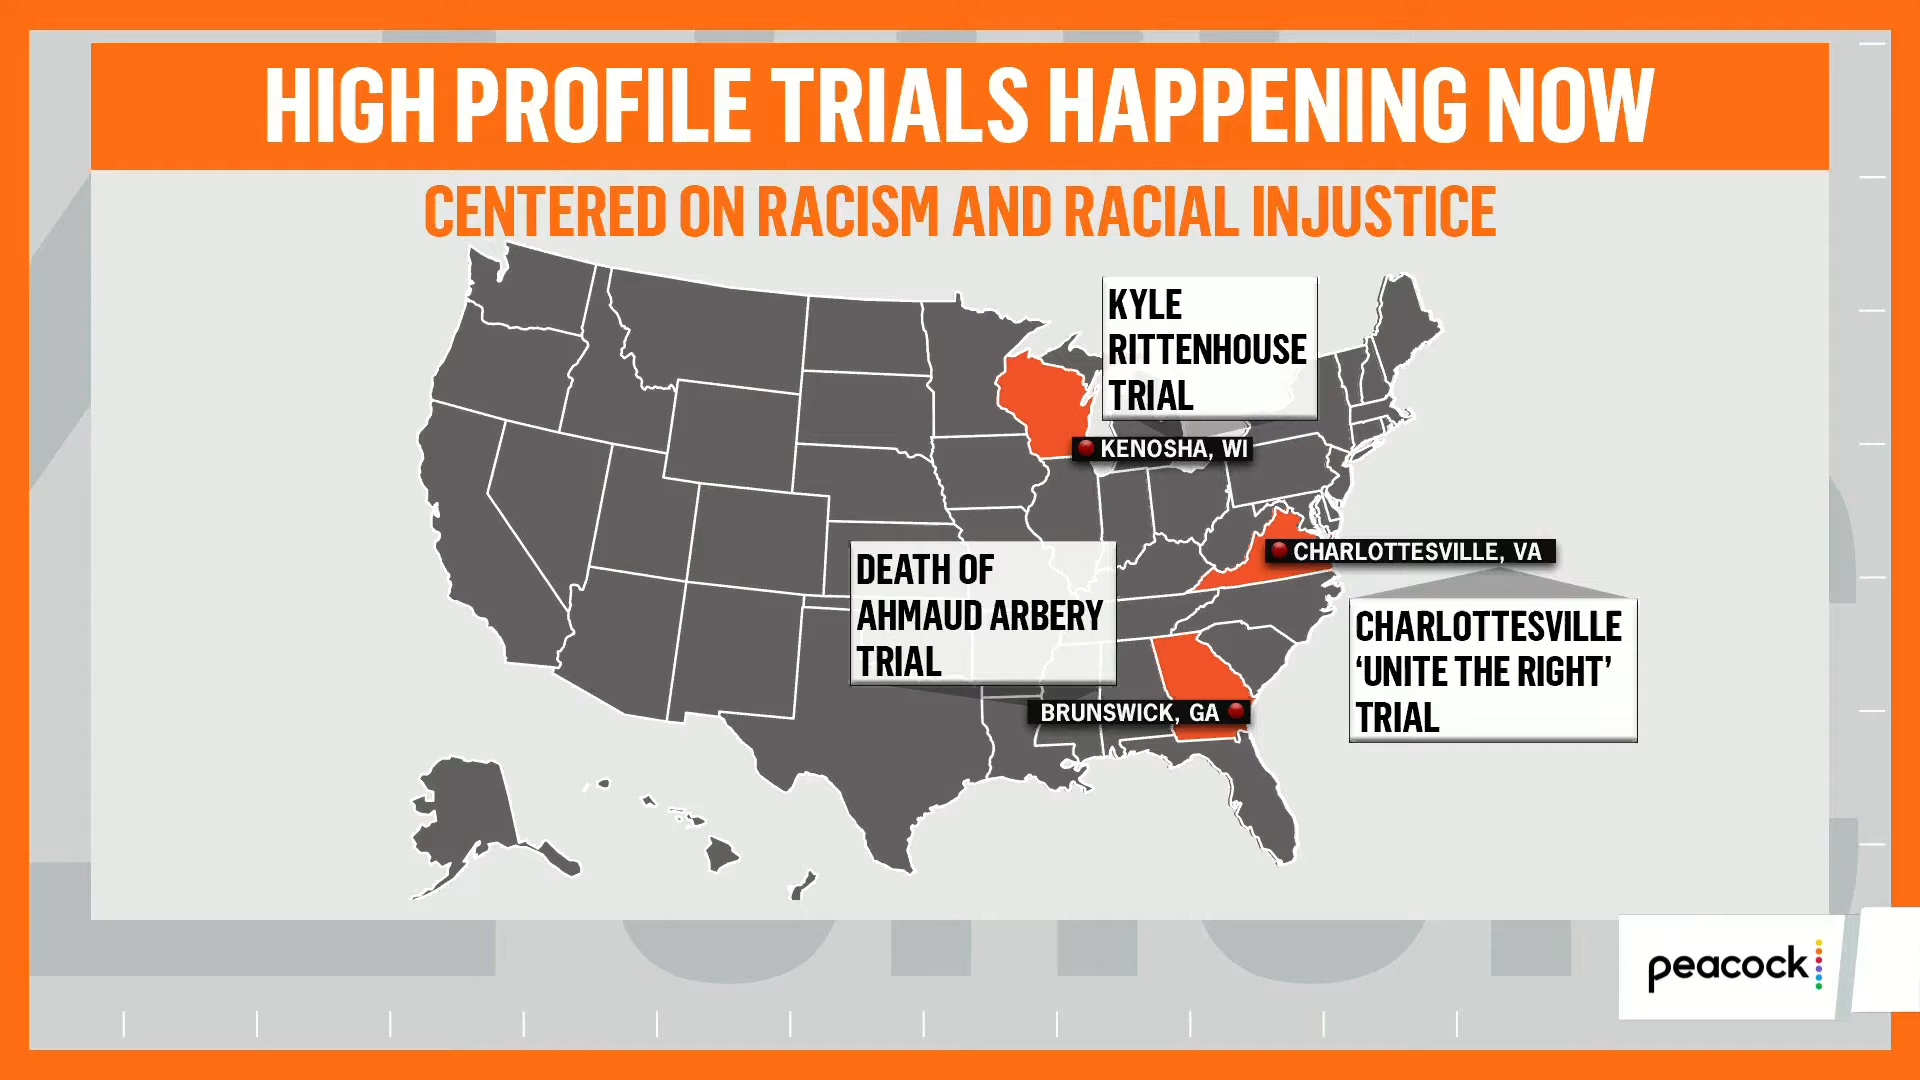 HIGH PROFILE TRIALS HAPPENING NOW
CENTERED ON RACISM AND RACIAL INJUSTICE
KYLE
RITTENHOUSE
TRIAL
KENOSHA, WI
CHARLOTTESVILLE, VA
CHARLOTTESVILLE
‘UNITE THE RIGHT’
TRIAL
DEATH OF
AHMAUD ARBERY
TRIAL
BRUNSWICK, GA
peacock